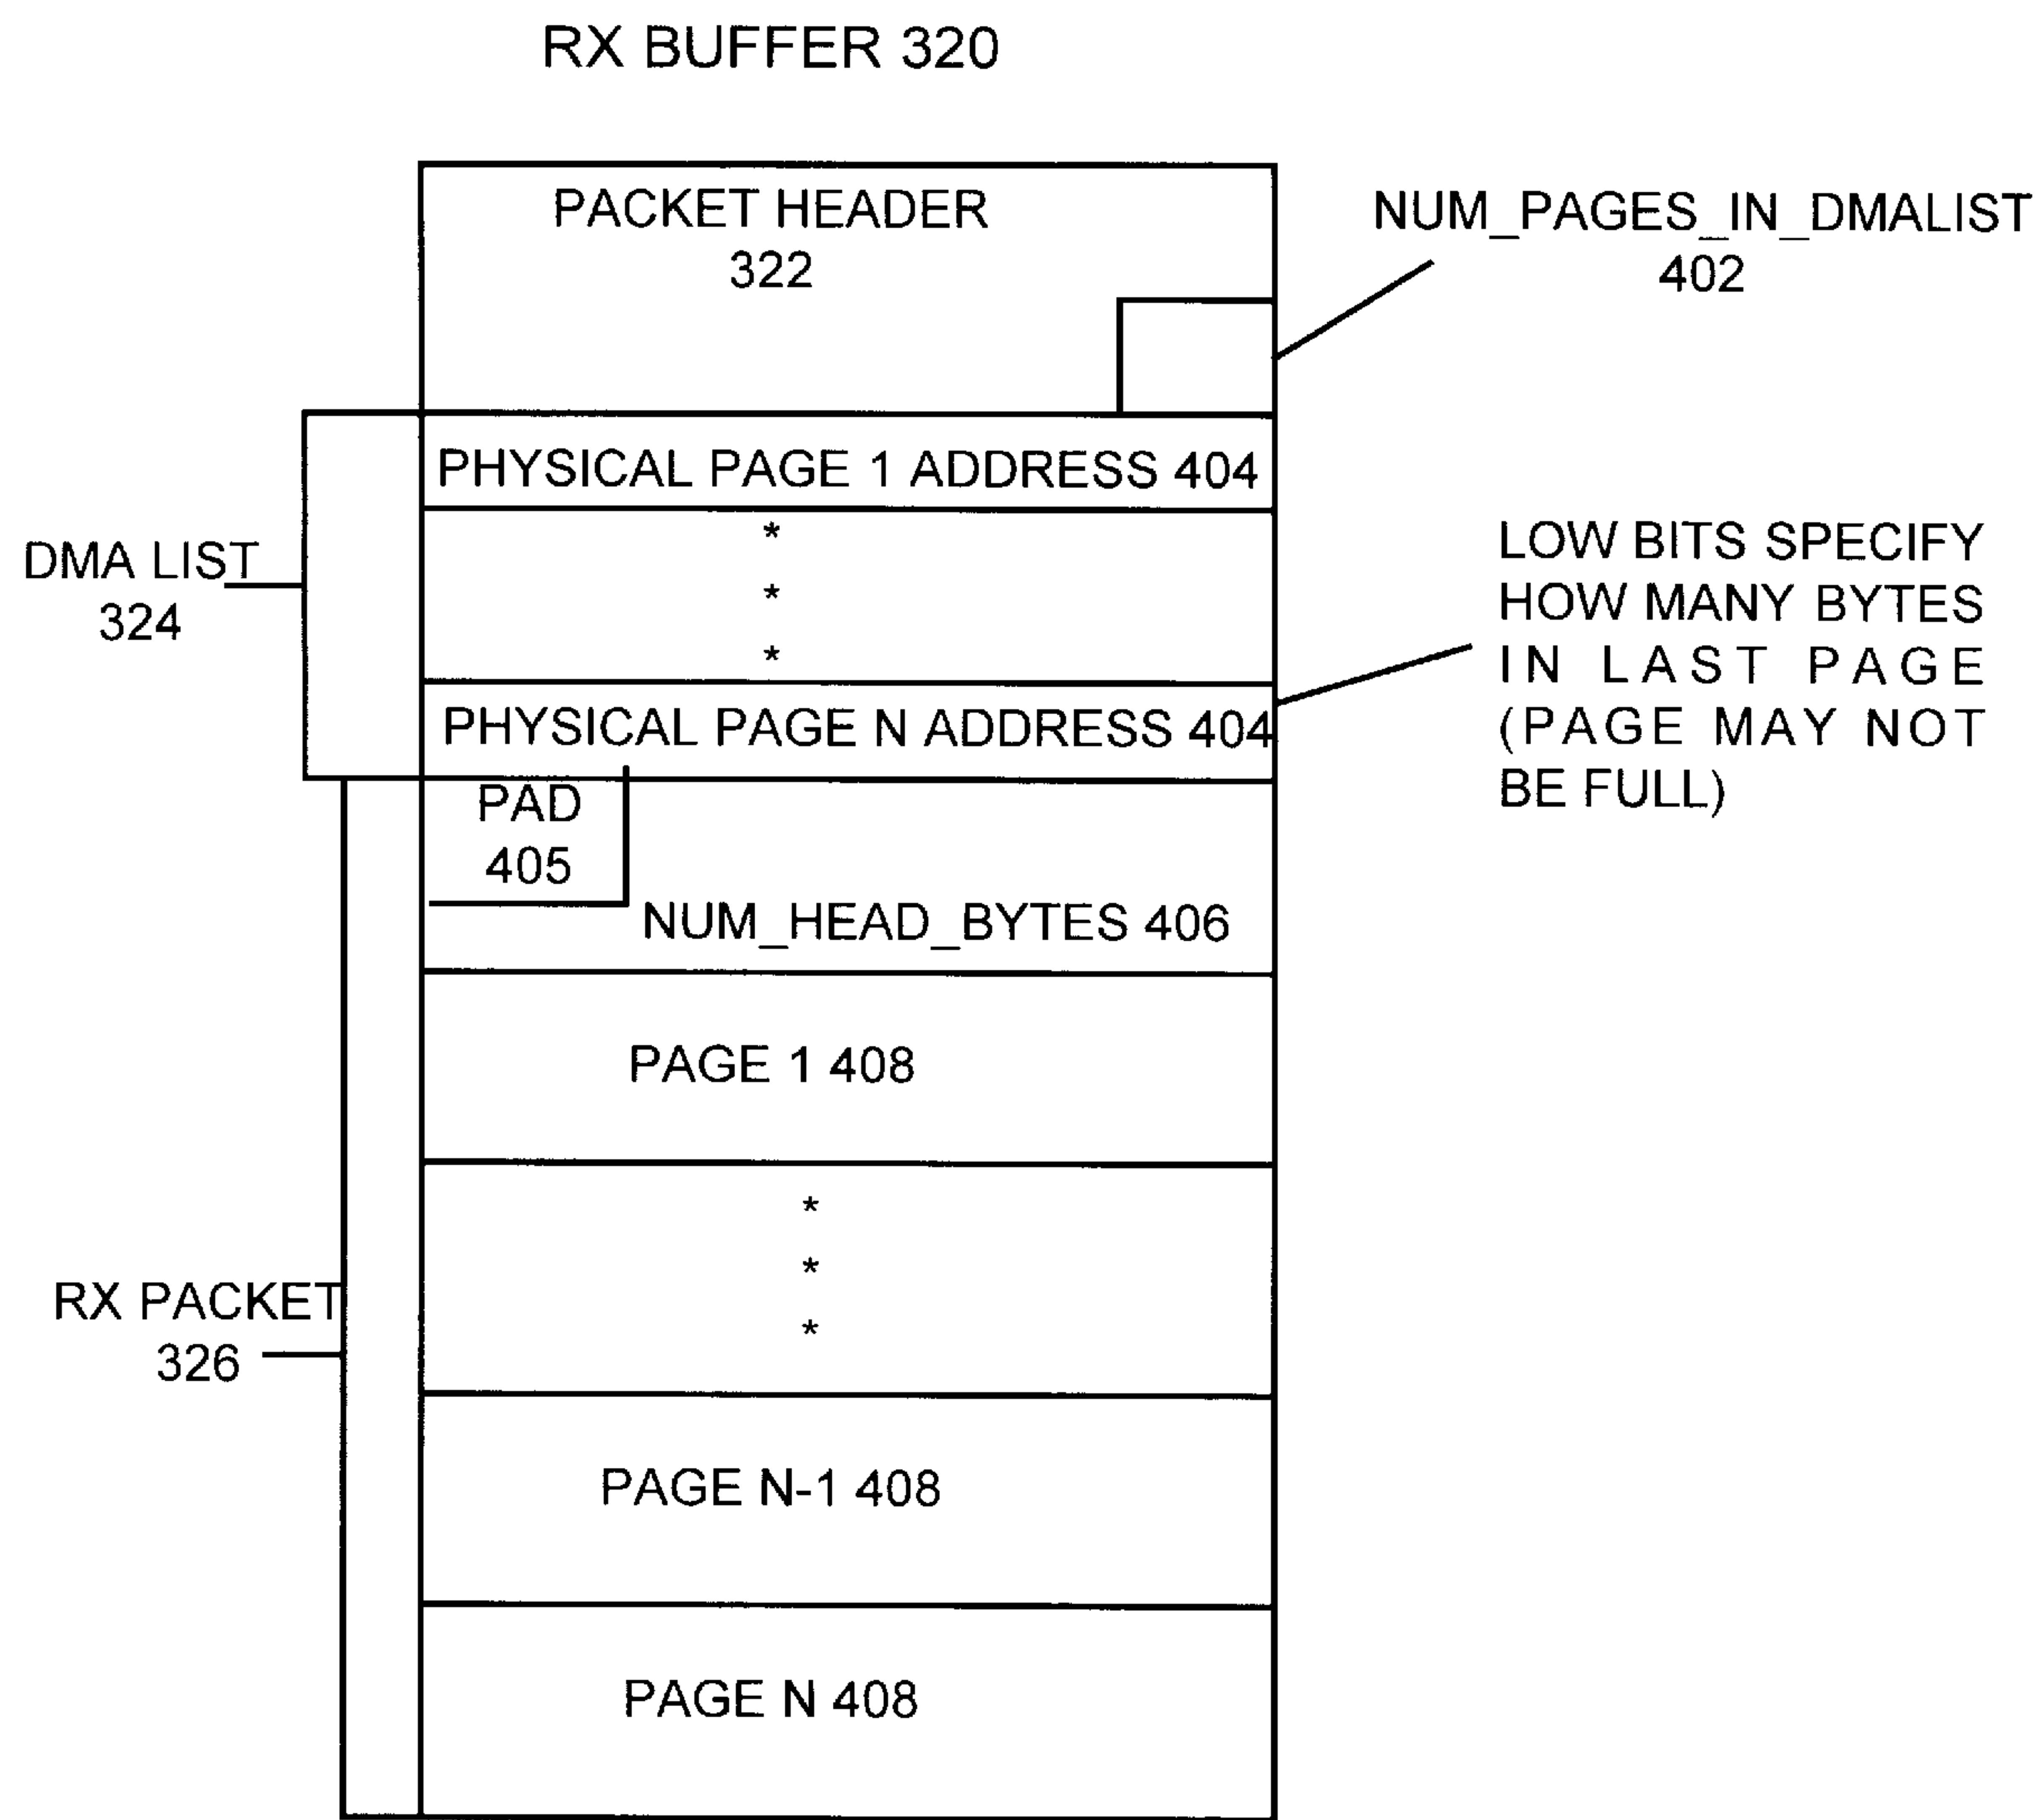 RX BUFFER 320
PACKET HEADER
322
NUM_PAGES_IN_DMALIST
402
PHYSICAL PAGE 1 ADDRESS 404
*
*
*
DMA LIST
324
LOW BITS SPECIFY
HOW MANY BYTES
IN LAST PAGE
(PAGE MAY NOT
BE FULL)
PHYSICAL PAGE N ADDRESS 404
PAD
405
NUM_HEAD_BYTES 406
PAGE 1 408
*
*
*
RX PACKET
326
PAGE N-1 408
PAGE N 408